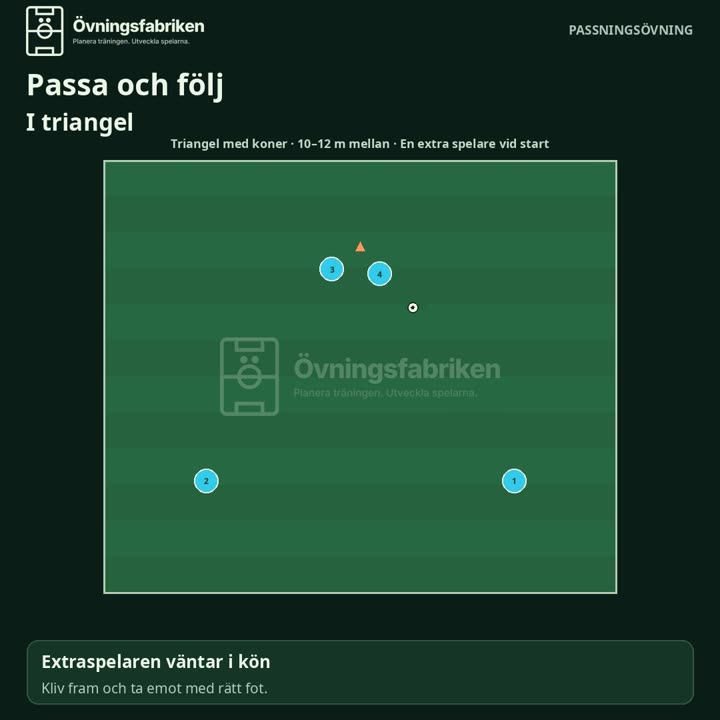 Övningsfabriken
Planera träningen. Utveckla spelarna.
PASSNINGSÖVNING
Passa och följ
I triangel
Triangel med koner · 10–12 m mellan · En extra spelare vid start
3
4
Övningsfabriken
Planera träningen. Utveckla spelarna.
2
1
Extraspelaren väntar i kön
Kliv fram och ta emot med rätt fot.